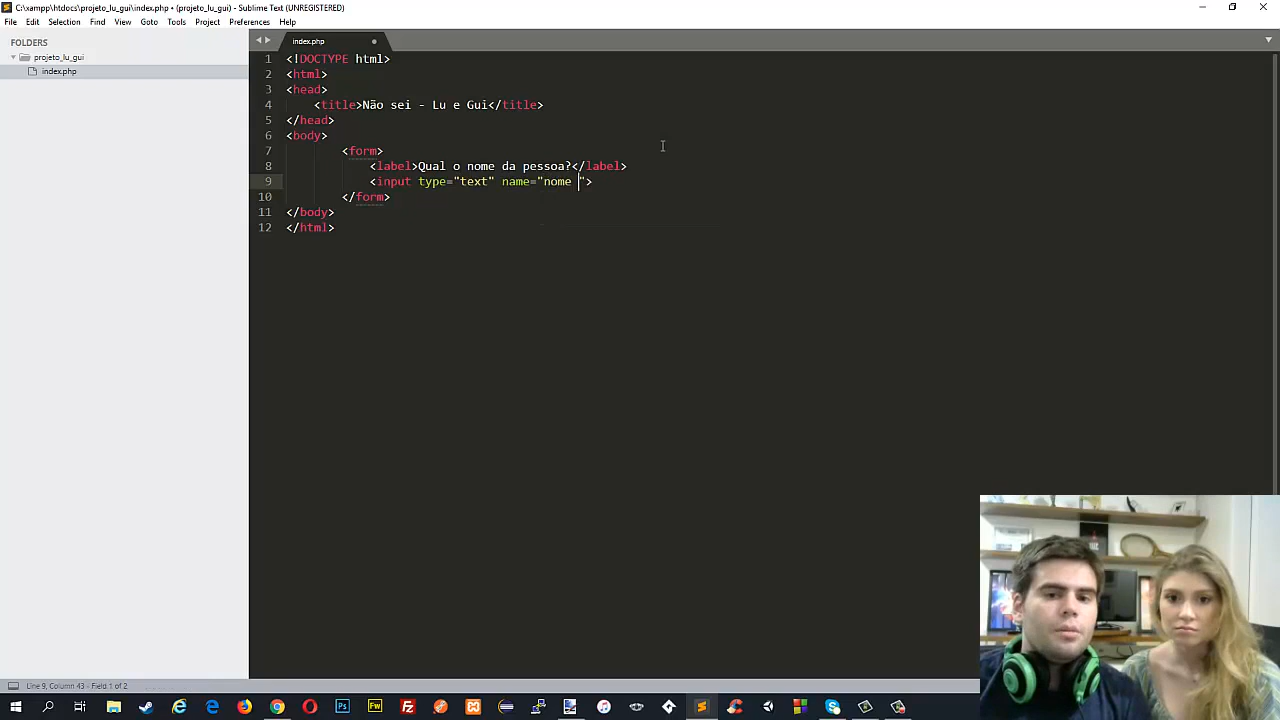 C:\xampp\htdocs\projeto_lu_gui\index.php • (projeto_lu_gui) - Sublime Text (UNREGISTERED)
File Edit Selection Find View Goto Tools Project Preferences Help
FOLDERS
projeto_lu_gui
index.php
index.php
1 <!DOCTYPE html>
2 <html>
3 <head>
4 <title>Não sei - Lu e Gui</title>
5 </head>
6 <body>
7 <form>
8 <label>Qual o nome da pessoa?</label>
9 <input type="text" name="nome ">
10 </form>
11 </body>
12 </html>
Line 9, Column 43 - Field 1 of 2
Ps Fw